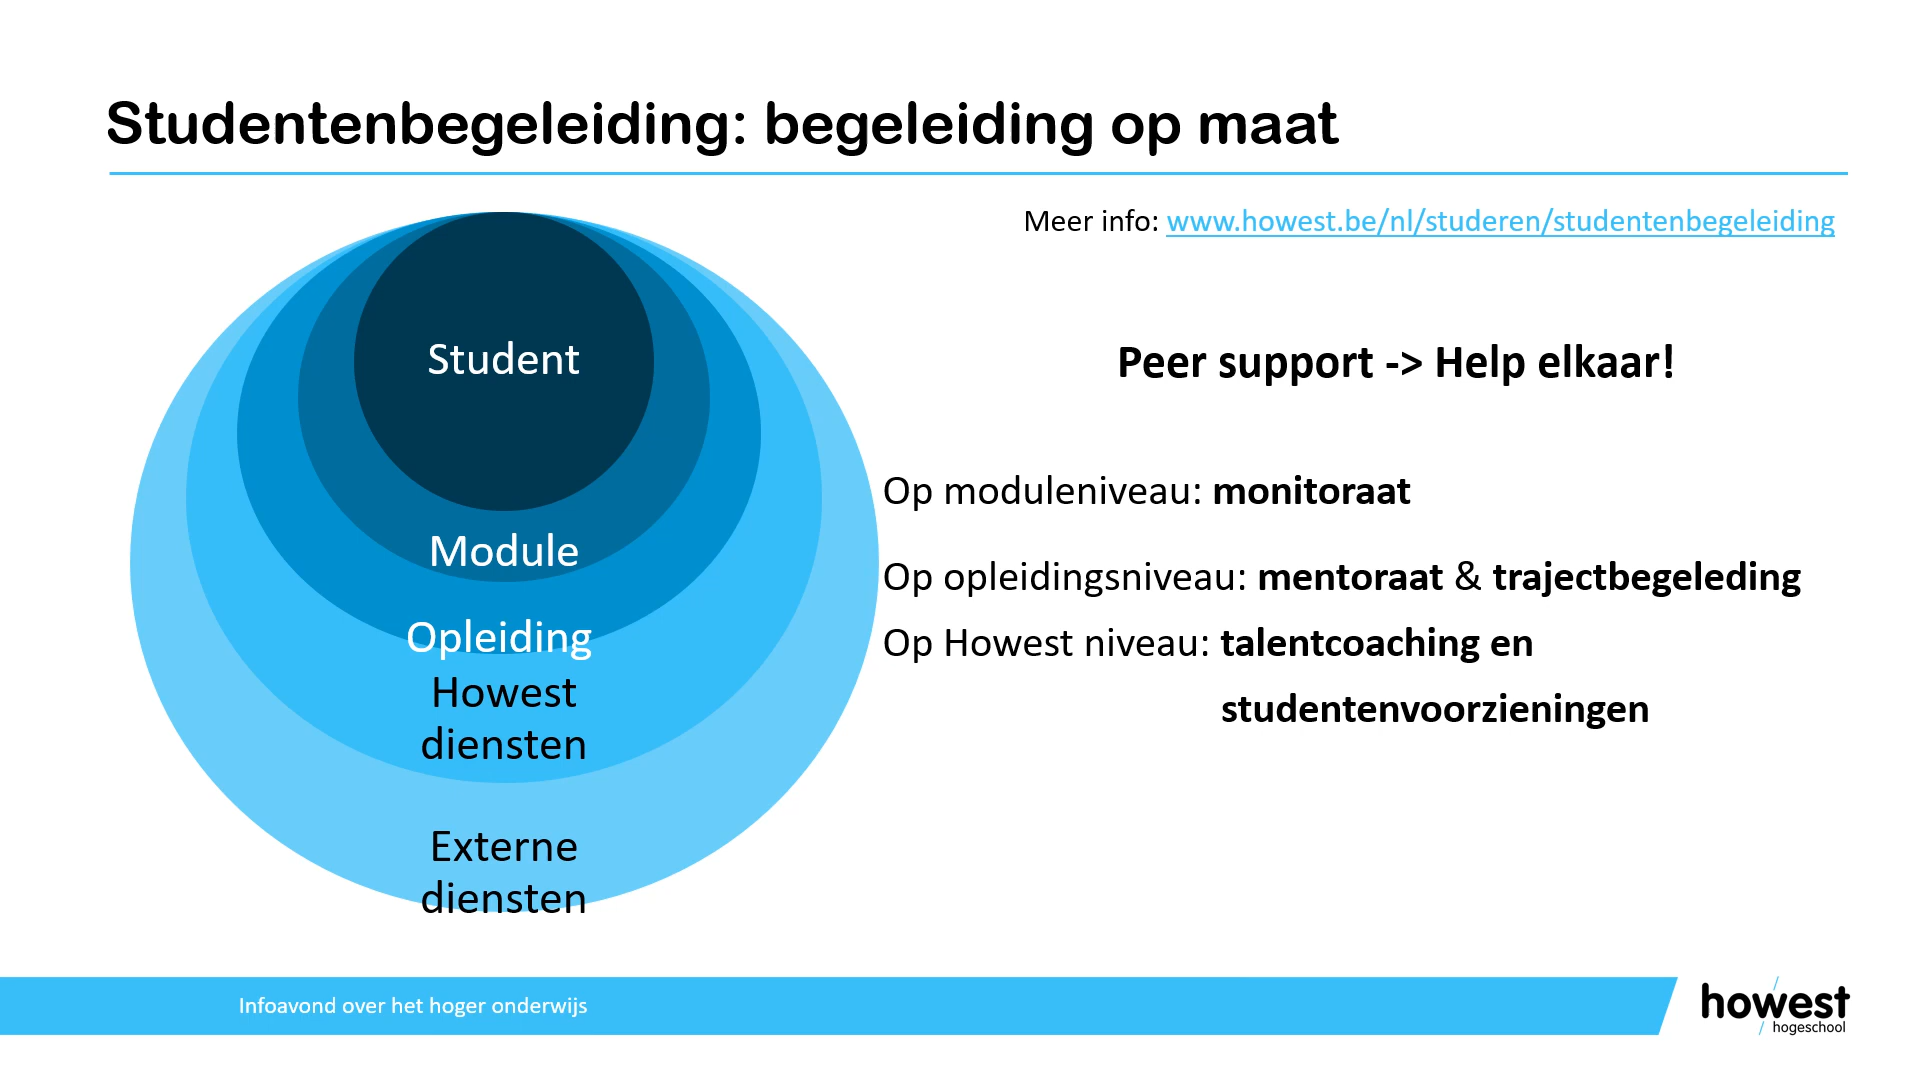 Studentenbegeleiding: begeleiding op maat
Meer info: www.howest.be/nl/studeren/studentenbegeleiding
Student
Module
Opleiding
Howest
diensten
Externe
diensten
Peer support -> Help elkaar!
Op moduleniveau: monitoraat
Op opleidingsniveau: mentoraat & trajectbegeleding
Op Howest niveau: talentcoaching en
studentenvoorzieningen
Infoavond over het hoger onderwijs
howest
hogeschool